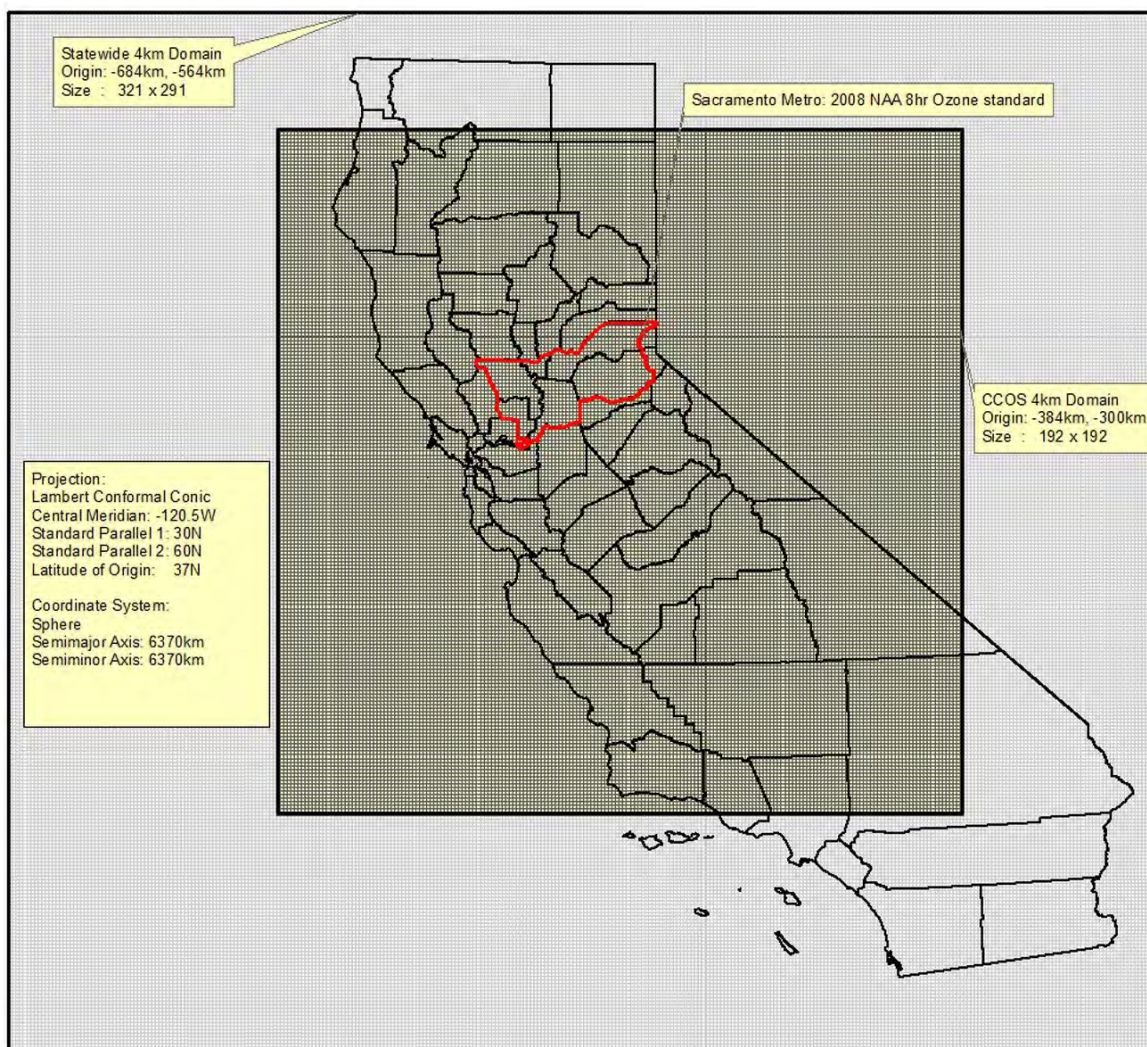 Statewide 4km Domain
Origin: -684km, -564km
Size : 321 x 291
Sacramento Metro: 2008 NAA 8hr Ozone standard
CCOS 4km Domain
Origin: -384km, -300km
Size : 192 x 192
Projection:
Lambert Conformal Conic
Central Meridian: -120.5W
Standard Parallel 1: 30N
Standard Parallel 2: 60N
Latitude of Origin: 37N
Coordinate System:
Sphere
Semimajor Axis: 6370km
Semiminor Axis: 6370km